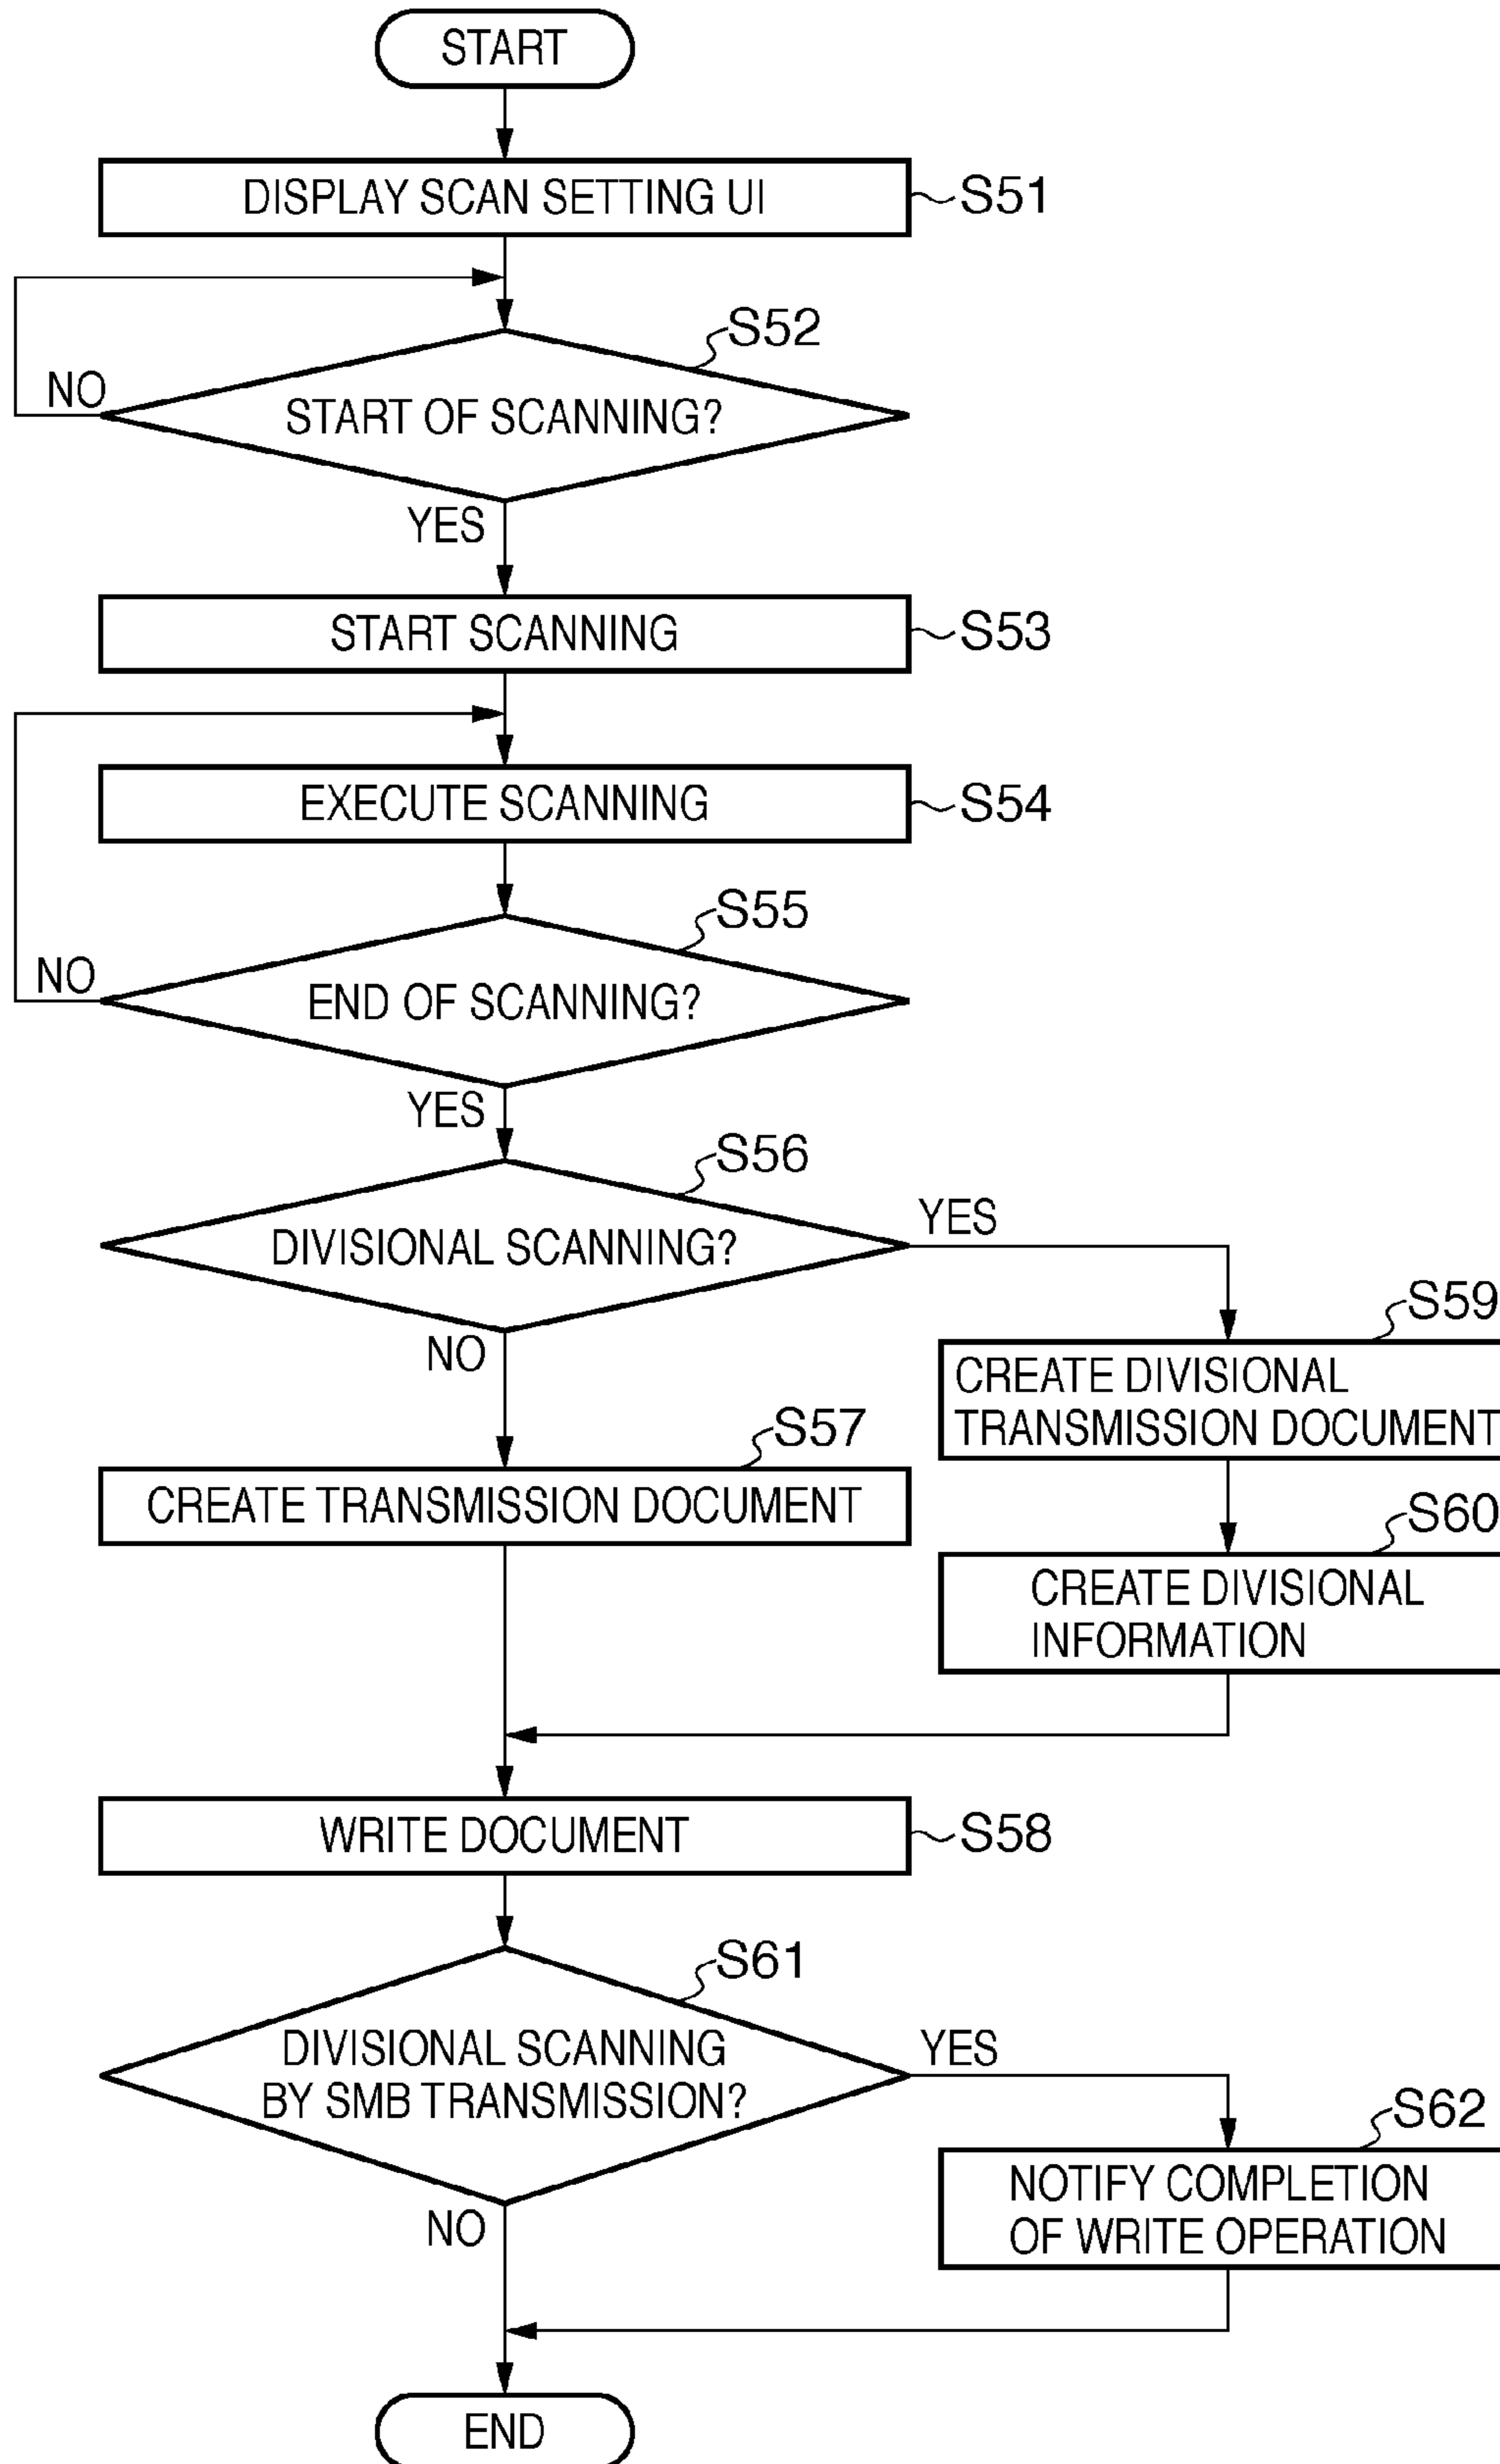 START
DISPLAY SCAN SETTING UI
S51
S52
NO
START OF SCANNING?
YES
START SCANNING
S53
EXECUTE SCANNING
S54
S55
NO
END OF SCANNING?
YES
S56
DIVISIONAL SCANNING?
YES
NO
S59
CREATE DIVISIONAL
TRANSMISSION DOCUMENT
S57
CREATE TRANSMISSION DOCUMENT
S60
CREATE DIVISIONAL
INFORMATION
WRITE DOCUMENT
S58
S61
DIVISIONAL SCANNING
BY SMB TRANSMISSION?
YES
NO
S62
NOTIFY COMPLETION
OF WRITE OPERATION
END